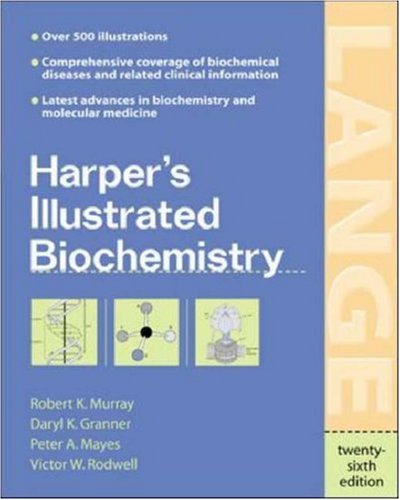 Over 500 illustrations
Comprehensive coverage of biochemical
diseases and related clinical information
Latest advances in biochemistry and
molecular medicine
Harper's
Illustrated
Biochemistry
Robert K. Murray
Daryl K. Granner
Peter A. Mayes
Victor W. Rodwell
LANGE
twenty-
sixth edition